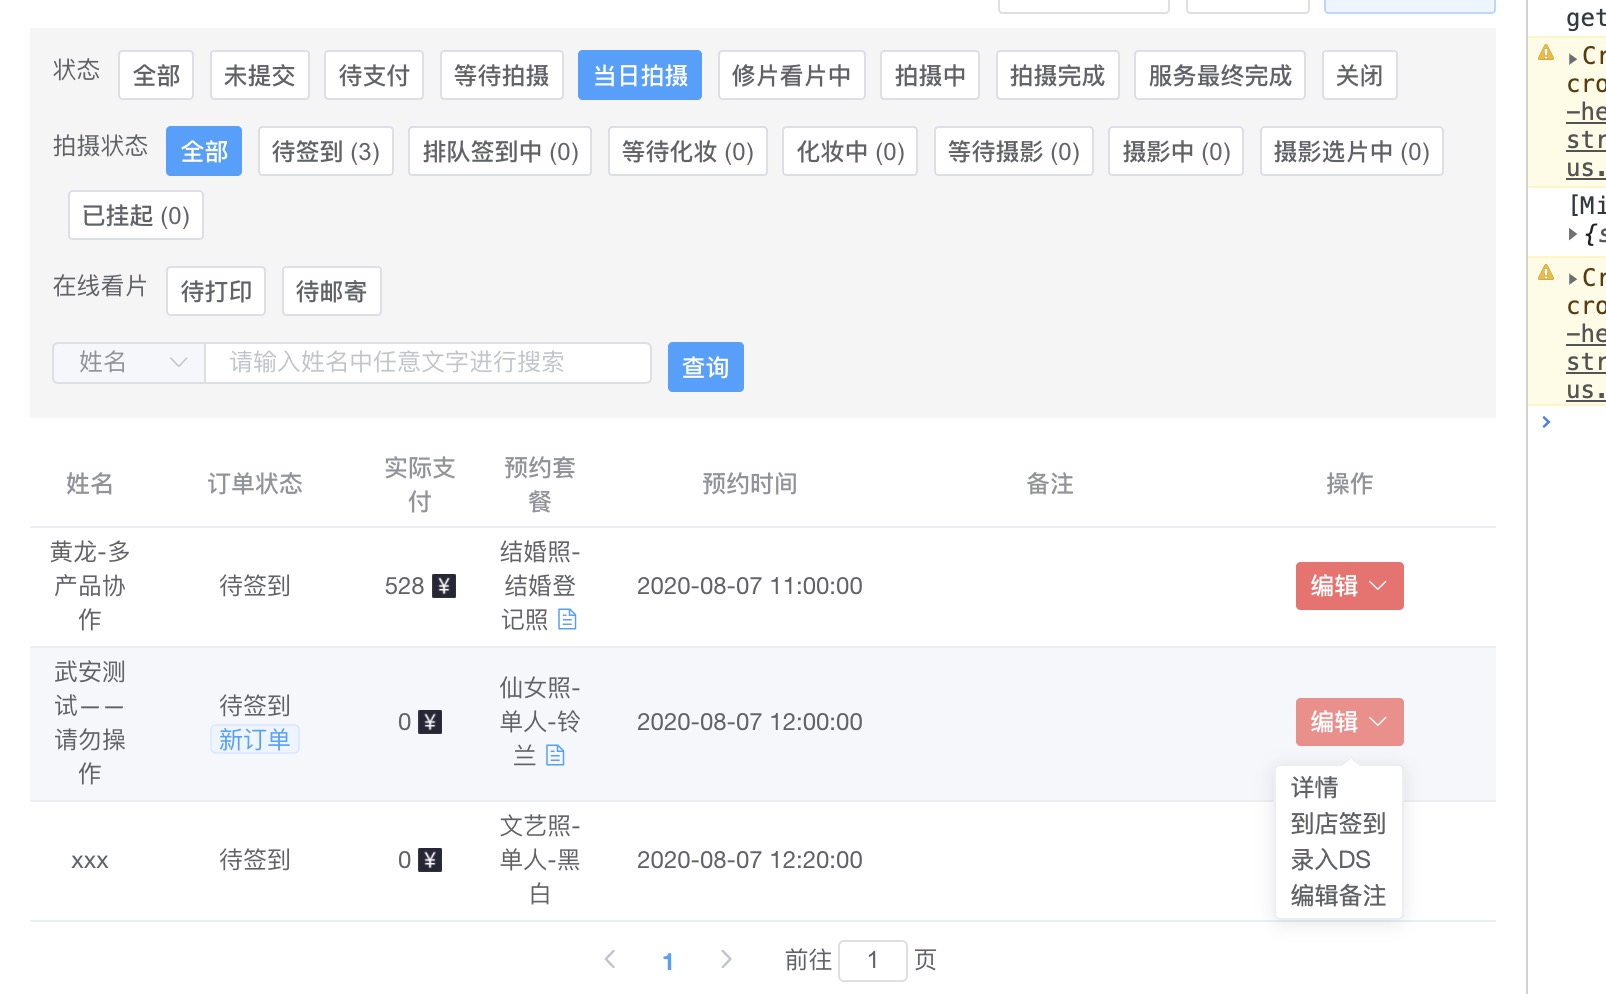 状态 全部 未提交 待支付 等待拍摄 当日拍摄 修片看片中 拍摄中 拍摄完成 服务最终完成 关闭
拍摄状态 全部 待签到 (3) 排队签到中 (0) 等待化妆 (0) 化妆中 (0) 等待摄影 (0) 摄影中 (0) 摄影选片中 (0)
已挂起 (0)
在线看片 待打印 待邮寄
姓名 请输入姓名中任意文字进行搜索 查询
姓名 订单状态 实际支付 预约套餐 预约时间 备注 操作
黄龙-多
产品协
作
待签到
528 ¥
结婚照-
结婚登
记照
2020-08-07 11:00:00
编辑
武安测
试——
请勿操
作
待签到
新订单
0 ¥
仙女照-
单人-铃
兰
2020-08-07 12:00:00
编辑
详情
到店签到
录入DS
编辑备注
xxx
待签到
0 ¥
文艺照-
单人-黑
白
2020-08-07 12:20:00
1 前往 1 页
get
Cr
cro
-he
str
us.
[Mi
{s
Cr
cro
-he
str
us.